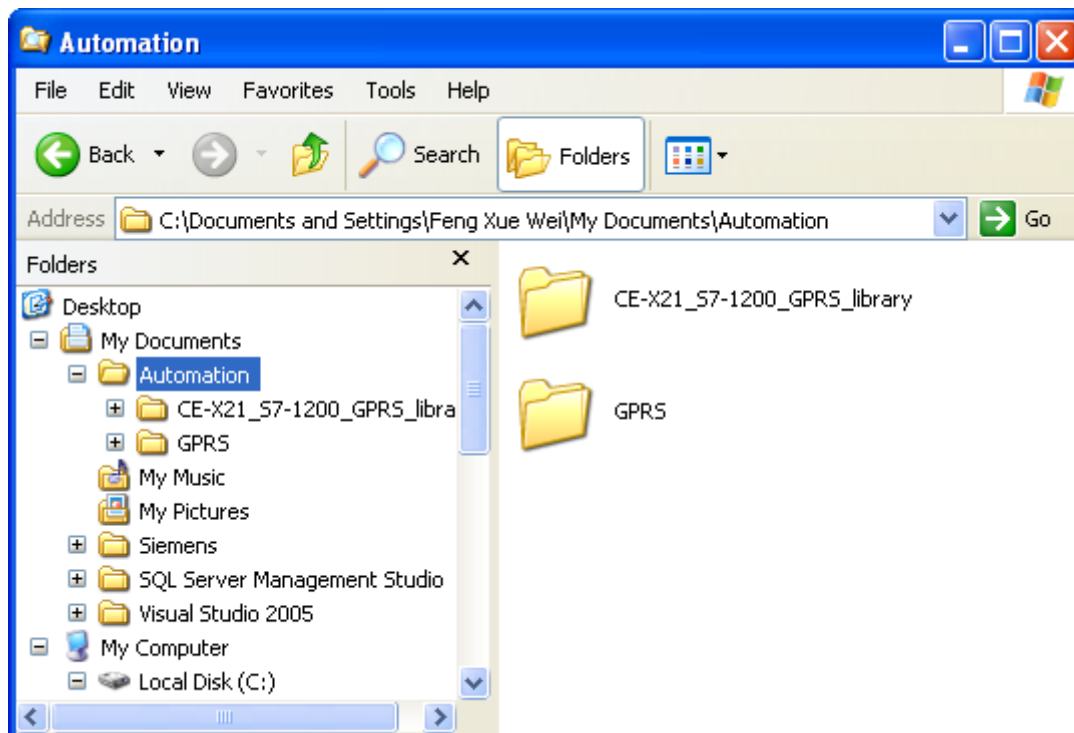 Automation
File Edit View Favorites Tools Help
Back Search Folders
Address C:\Documents and Settings\Feng Xue Wei\My Documents\Automation Go
Folders
Desktop
My Documents
Automation
CE-X21_S7-1200_GPRS_libra
GPRS
My Music
My Pictures
Siemens
SQL Server Management Studio
Visual Studio 2005
My Computer
Local Disk (C:)
CE-X21_S7-1200_GPRS_library
GPRS